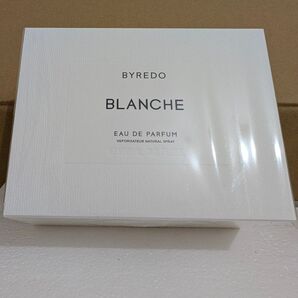 BYREDO
BLANCHE
EAU DE PARFUM
VAPORISATEUR NATURAL SPRAY